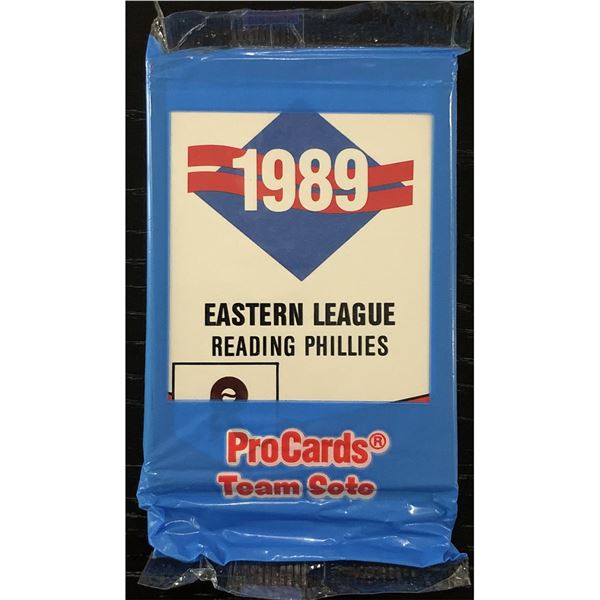 1989
EASTERN LEAGUE
READING PHILLIES
ProCards®
Team Sets